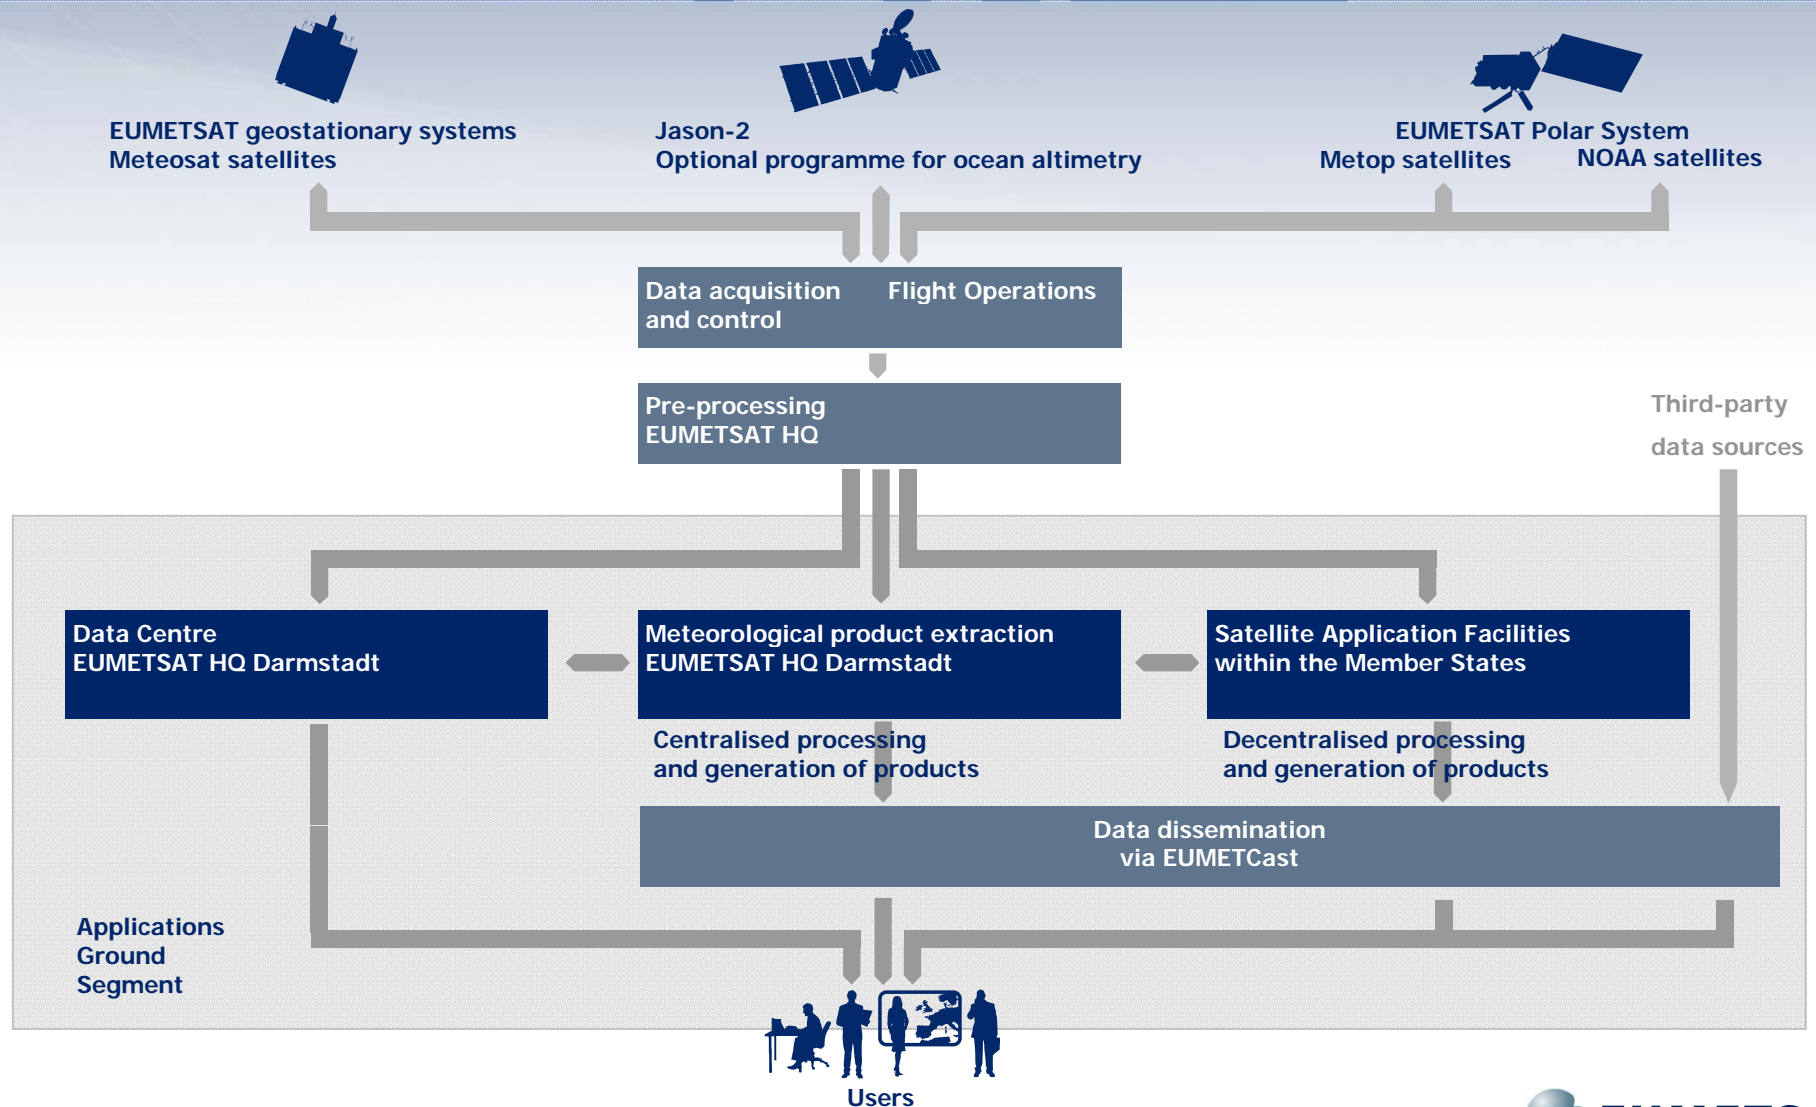 EUMETSAT geostationary systems
Meteosat satellites
Jason-2
Optional programme for ocean altimetry
EUMETSAT Polar System
Metop satellites
NOAA satellites
Data acquisition
and control
Flight Operations
Pre-processing
EUMETSAT HQ
Third-party
data sources
Data Centre
EUMETSAT HQ Darmstadt
Meteorological product extraction
EUMETSAT HQ Darmstadt
Satellite Application Facilities
within the Member States
Centralised processing
and generation of products
Decentralised processing
and generation of products
Data dissemination
via EUMETCast
Applications
Ground
Segment
Users